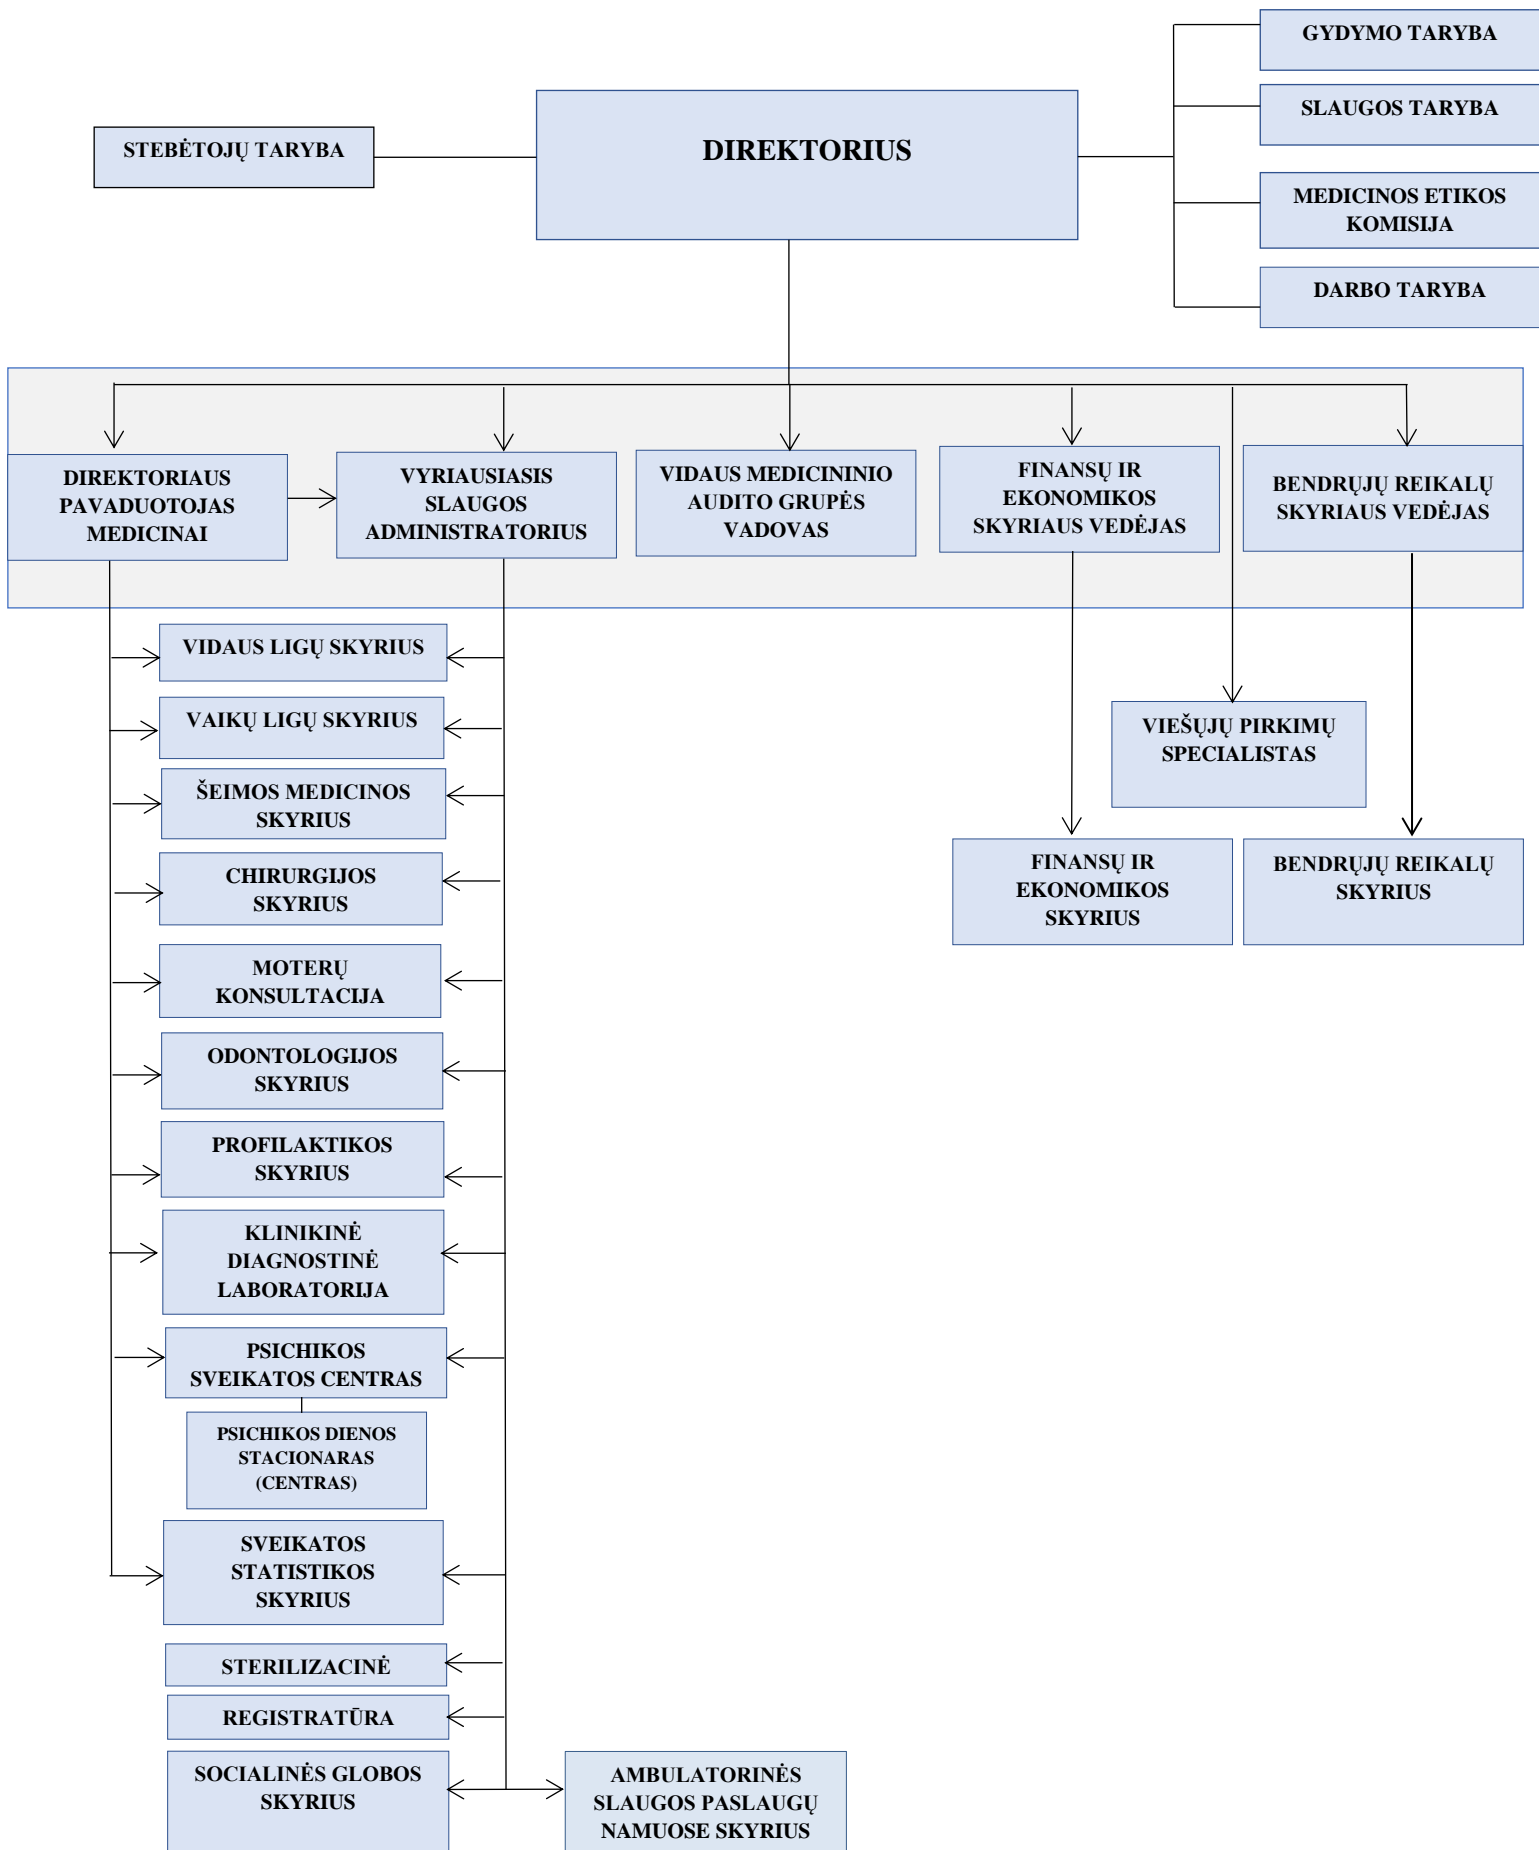 GYDYMO TARYBA
SLAUGOS TARYBA
STEBĖTOJŲ TARYBA
DIREKTORIUS
MEDICINOS ETIKOS
KOMISIJA
DARBO TARYBA
DIREKTORIAUS
PAVADUOTOJAS
MEDICINAI
VYRIAUSIASIS
SLAUGOS
ADMINISTRATORIUS
VIDAUS MEDICININIO
AUDITO GRUPĖS
VADOVAS
FINANSŲ IR
EKONOMIKOS
SKYRIAUS VEDĖJAS
BENDRŲJŲ REIKALŲ
SKYRIAUS VEDĖJAS
VIDAUS LIGŲ SKYRIUS
VAIKŲ LIGŲ SKYRIUS
ŠEIMOS MEDICINOS
SKYRIUS
CHIRURGIJOS
SKYRIUS
MOTERŲ
KONSULTACIJA
ODONTOLOGIJOS
SKYRIUS
PROFILAKTIKOS
SKYRIUS
KLINIKINĖ
DIAGNOSTINĖ
LABORATORIJA
PSICHIKOS
SVEIKATOS CENTRAS
PSICHIKOS DIENOS
STACIONARAS
(CENTRAS)
SVEIKATOS
STATISTIKOS
SKYRIUS
STERILIZACINĖ
REGISTRATŪRA
SOCIALINĖS GLOBOS
SKYRIUS
AMBULATORINĖS
SLAUGOS PASLAUGŲ
NAMUOSE SKYRIUS
VIEŠŲJŲ PIRKIMŲ
SPECIALISTAS
FINANSŲ IR
EKONOMIKOS
SKYRIUS
BENDRŲJŲ REIKALŲ
SKYRIUS